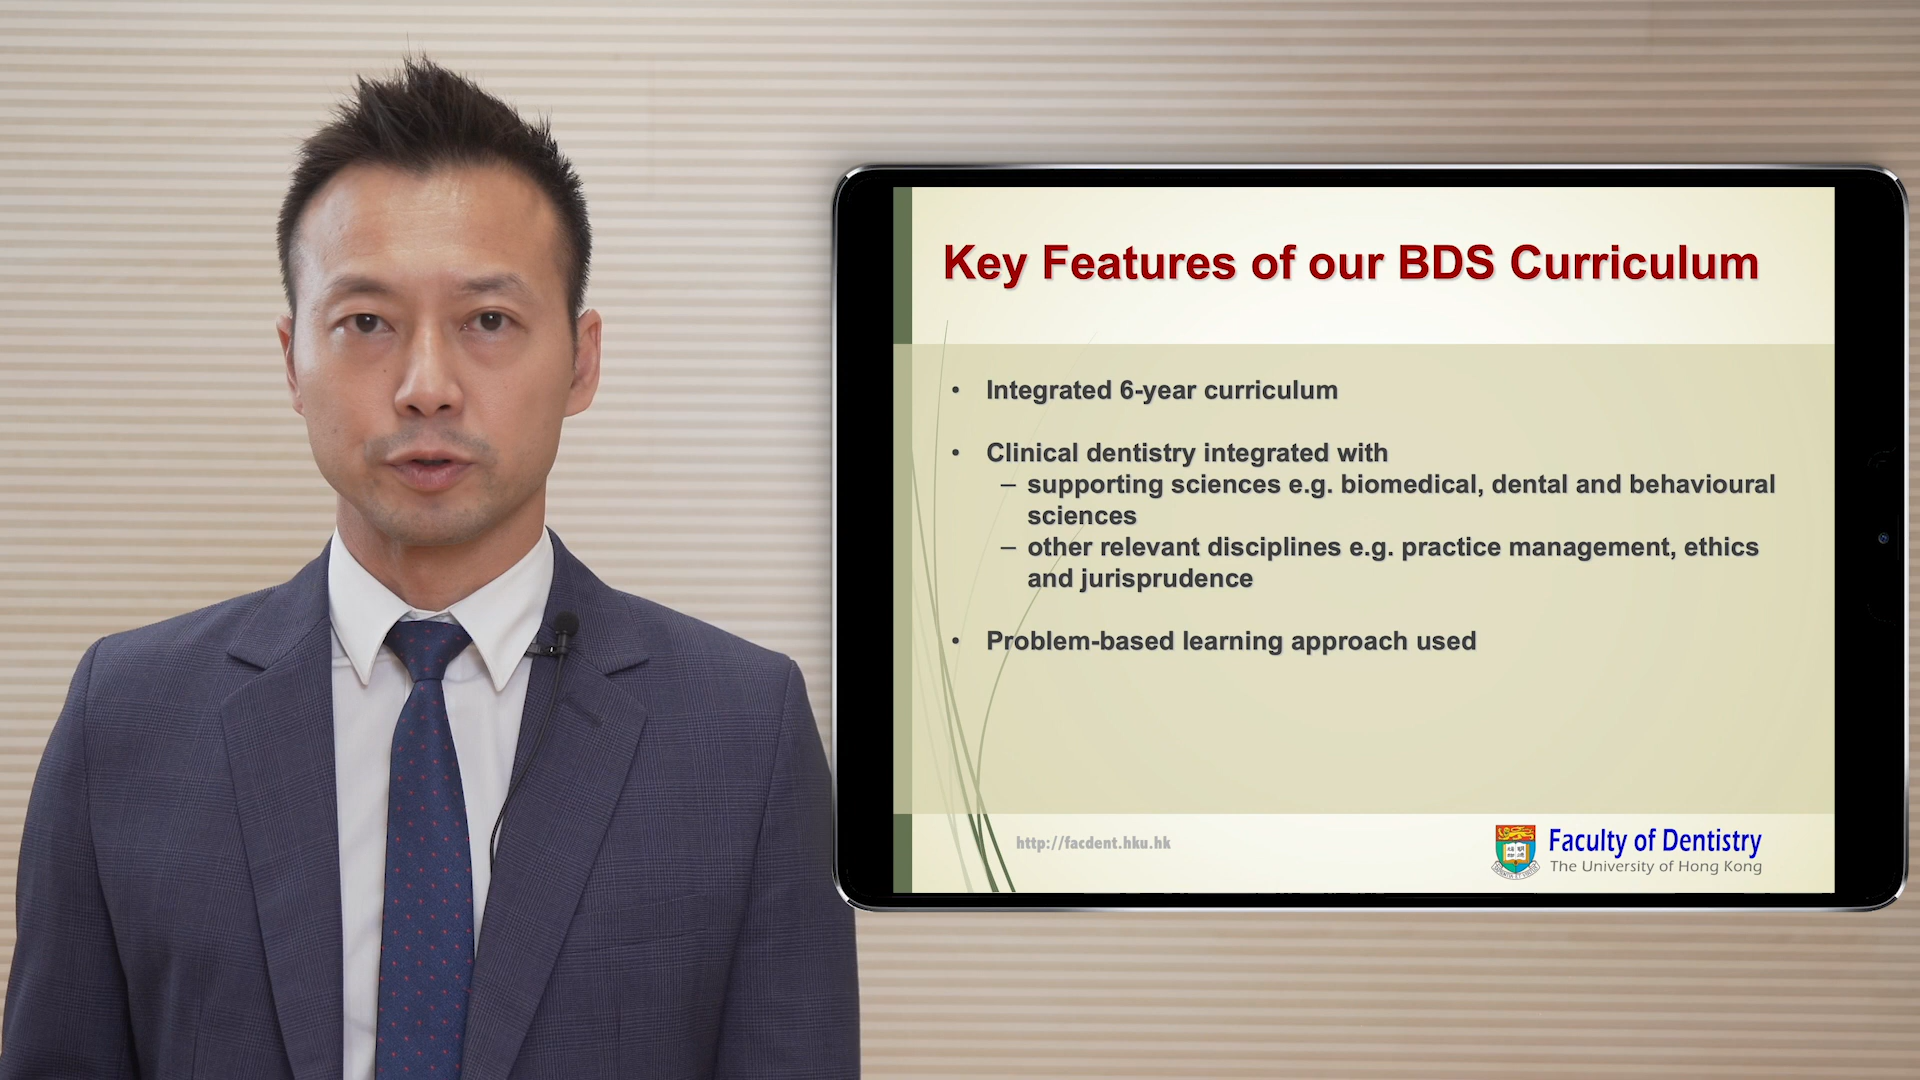 Key Features of our BDS Curriculum
• Integrated 6-year curriculum
• Clinical dentistry integrated with
– supporting sciences e.g. biomedical, dental and behavioural
sciences
– other relevant disciplines e.g. practice management, ethics
and jurisprudence
• Problem-based learning approach used
http://facdent.hku.hk
Faculty of Dentistry
The University of Hong Kong